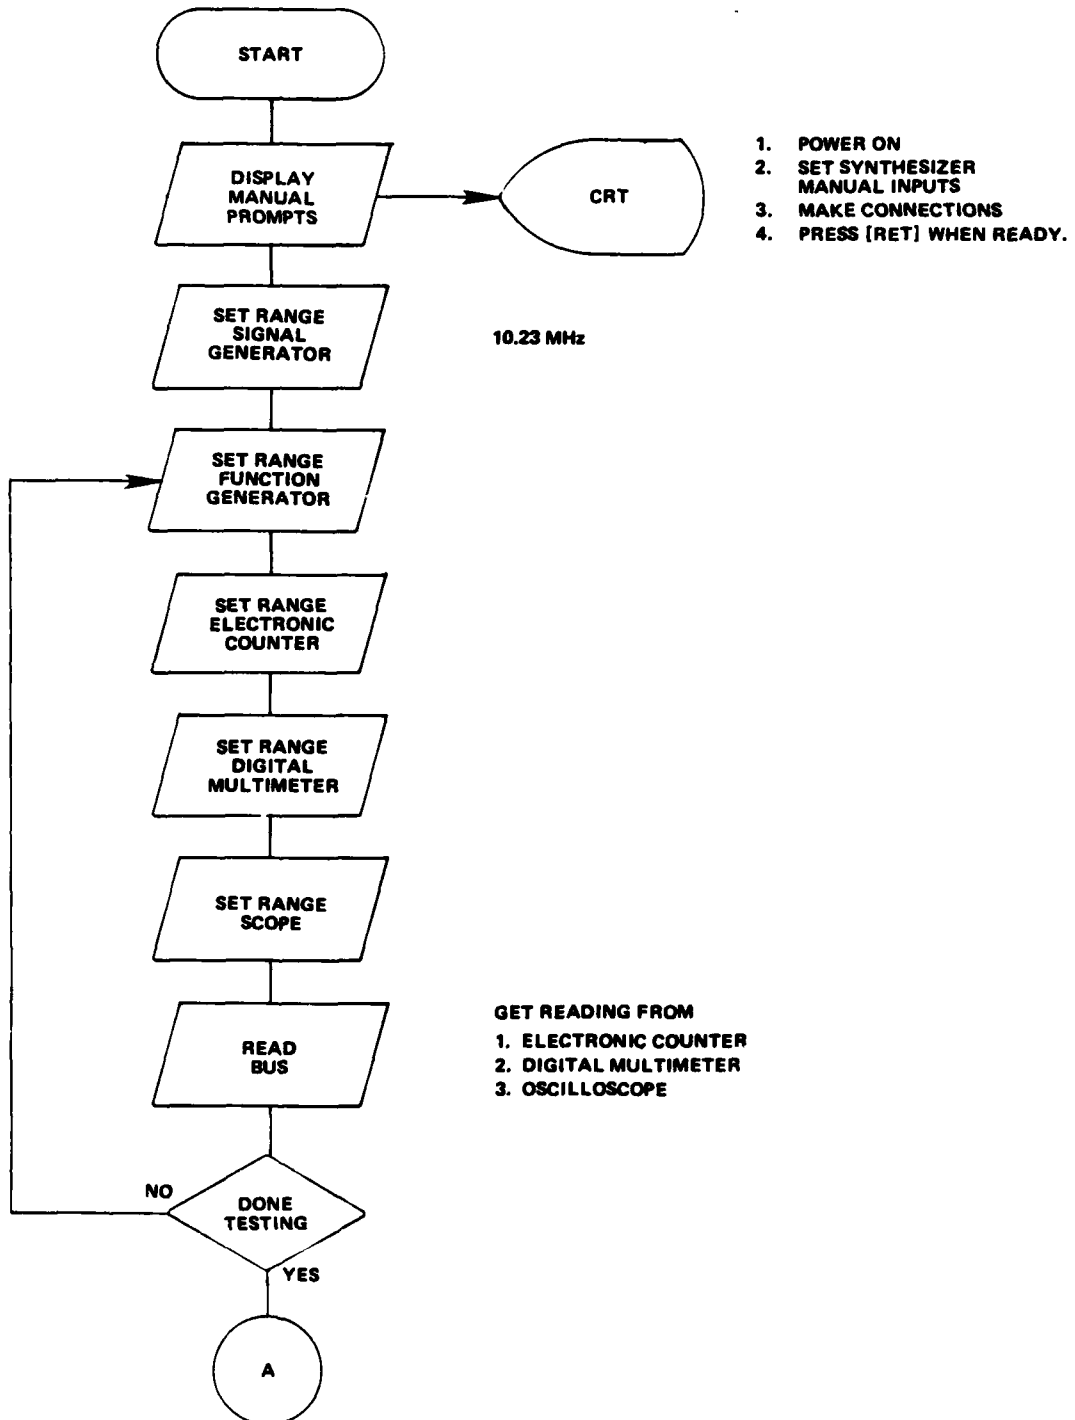 START
DISPLAY
MANUAL
PROMPTS
CRT
1. POWER ON
2. SET SYNTHESIZER
MANUAL INPUTS
3. MAKE CONNECTIONS
4. PRESS [RET] WHEN READY.
SET RANGE
SIGNAL
GENERATOR
10.23 MHz
SET RANGE
FUNCTION
GENERATOR
SET RANGE
ELECTRONIC
COUNTER
SET RANGE
DIGITAL
MULTIMETER
SET RANGE
SCOPE
READ
BUS
GET READING FROM
1. ELECTRONIC COUNTER
2. DIGITAL MULTIMETER
3. OSCILLOSCOPE
NO
DONE
TESTING
YES
A